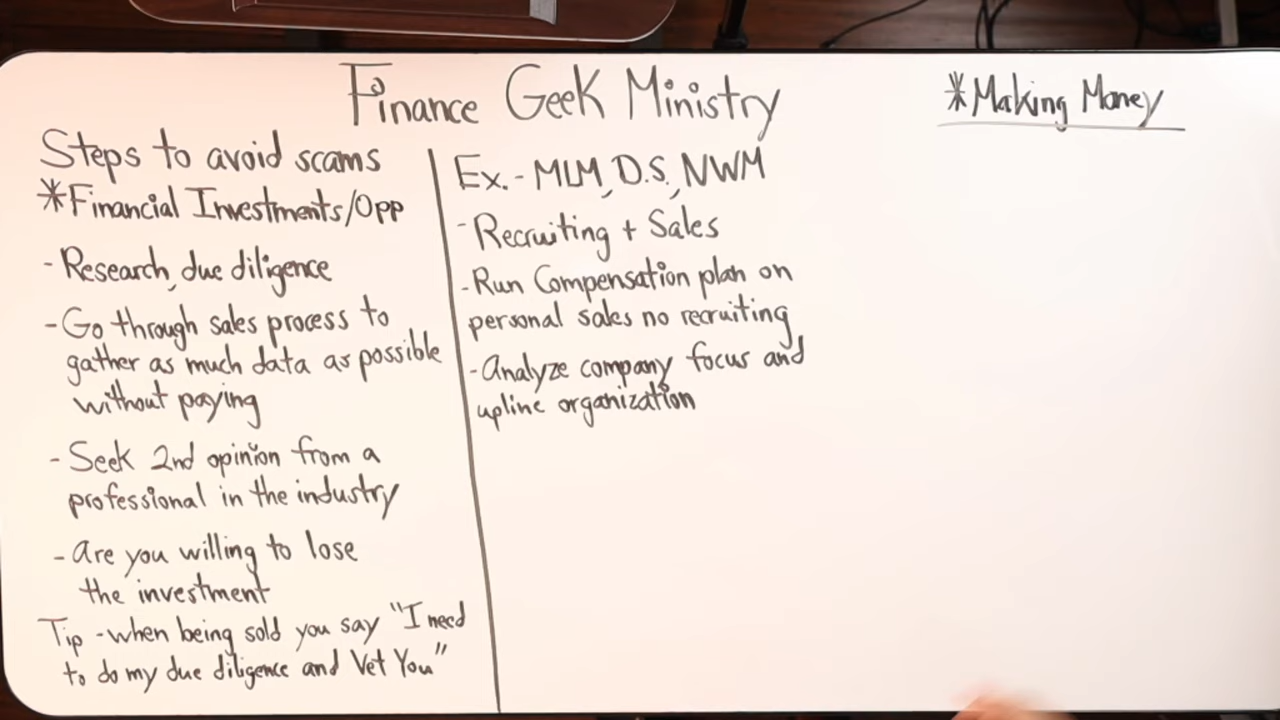 Finance Geek Ministry
*Making Money
Steps to avoid scams
*Financial Investments/Opp
- Research, due diligence
- Go through sales process to
gather as much data as possible
without paying
- Seek 2nd opinion from a
professional in the industry
- Are you willing to lose
the investment
Tip - when being sold you say "I need
to do my due diligence and Vet You"
Ex.- MLM, D.S., NWM
- Recruiting + Sales
- Run Compensation plan on
personal sales no recruiting
- Analyze company focus and
upline organization